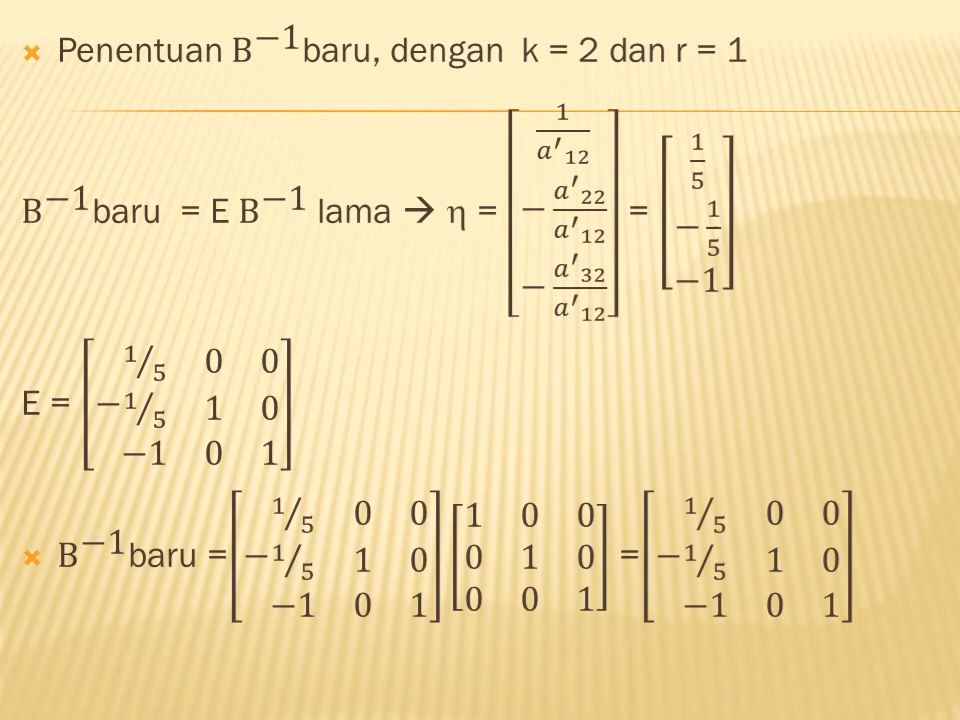 Penentuan B⁻¹baru, dengan k = 2 dan r = 1
B⁻¹baru = E B⁻¹ lama → η = [1/a′₁₂ ; −a′₂₂/a′₁₂ ; −a′₃₂/a′₁₂] = [1/5 ; −1/5 ; −1]
E = [1/5 0 0 ; −1/5 1 0 ; −1 0 1]
B⁻¹baru = [1/5 0 0 ; −1/5 1 0 ; −1 0 1] [1 0 0 ; 0 1 0 ; 0 0 1] = [1/5 0 0 ; −1/5 1 0 ; −1 0 1]